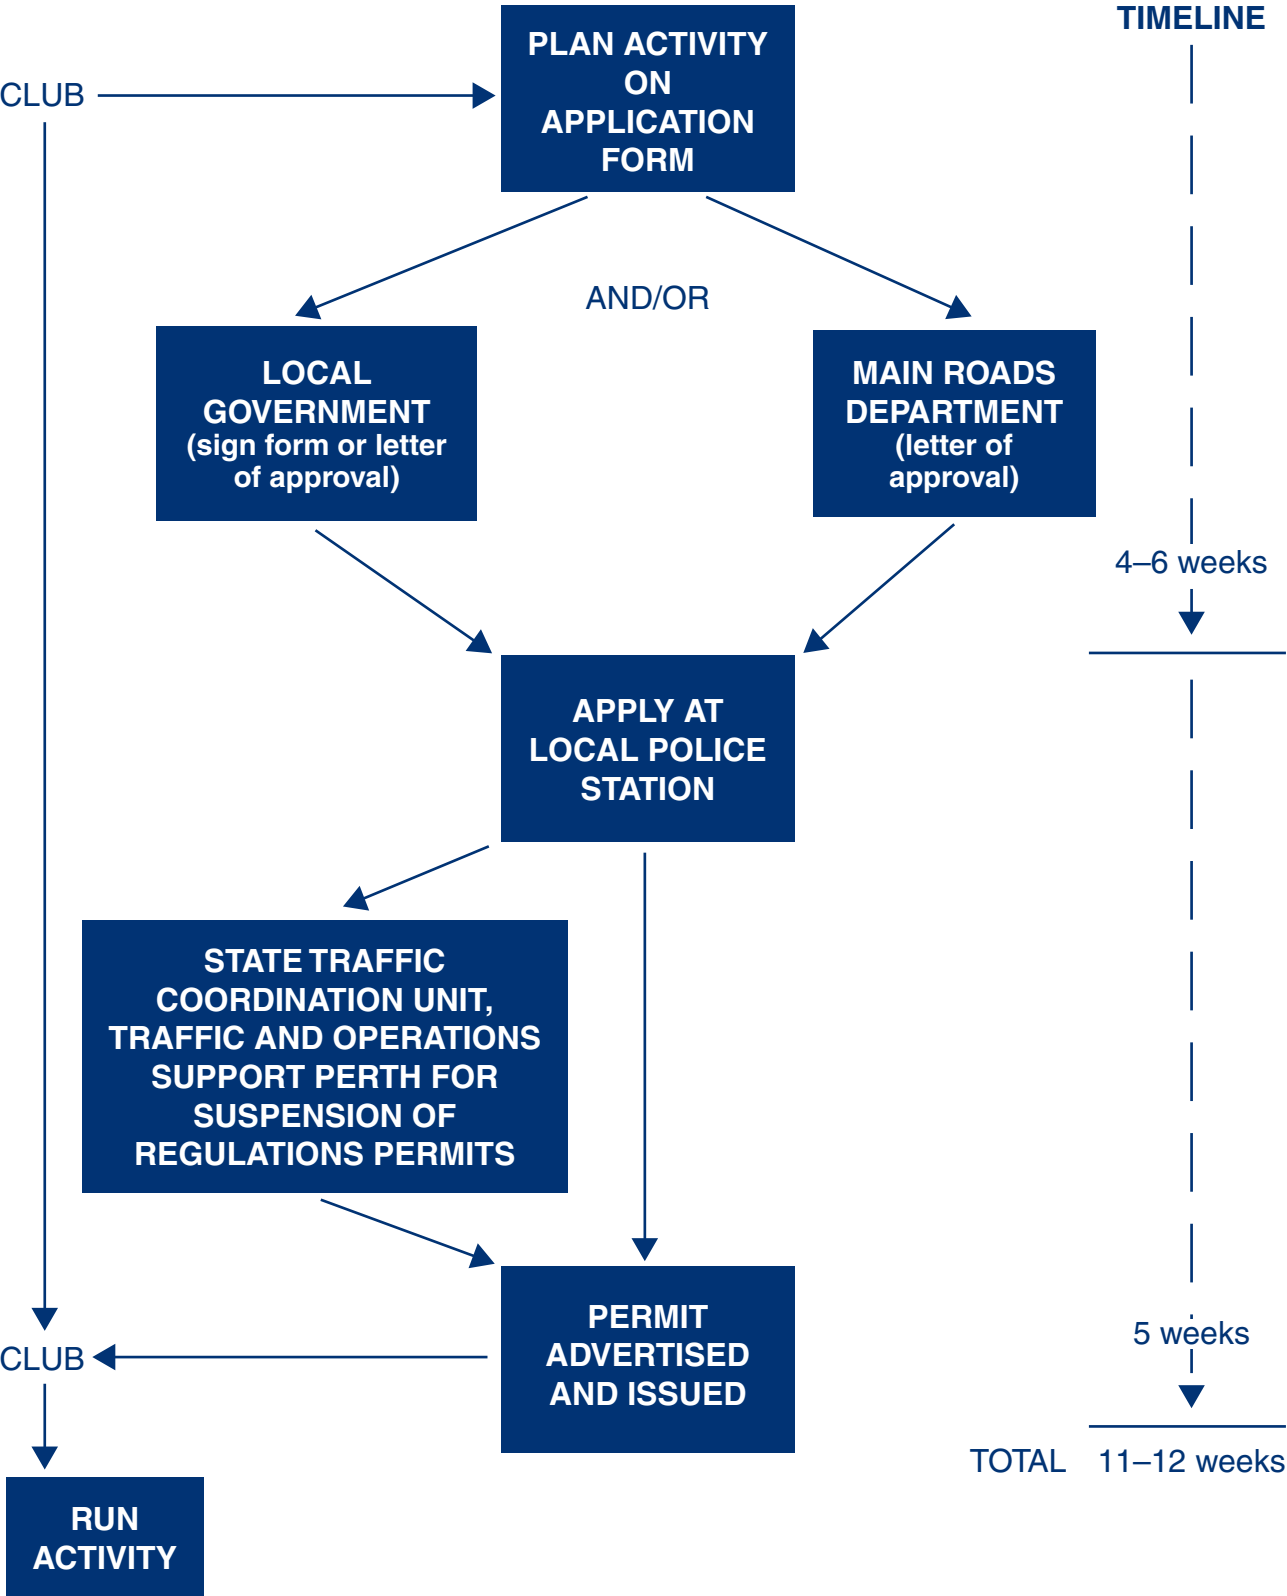 TIMELINE
PLAN ACTIVITY
ON
APPLICATION
FORM
CLUB
AND/OR
LOCAL
GOVERNMENT
(sign form or letter
of approval)
MAIN ROADS
DEPARTMENT
(letter of
approval)
4–6 weeks
APPLY AT
LOCAL POLICE
STATION
STATE TRAFFIC
COORDINATION UNIT,
TRAFFIC AND OPERATIONS
SUPPORT PERTH FOR
SUSPENSION OF
REGULATIONS PERMITS
PERMIT
ADVERTISED
AND ISSUED
5 weeks
CLUB
TOTAL 11–12 weeks
RUN
ACTIVITY